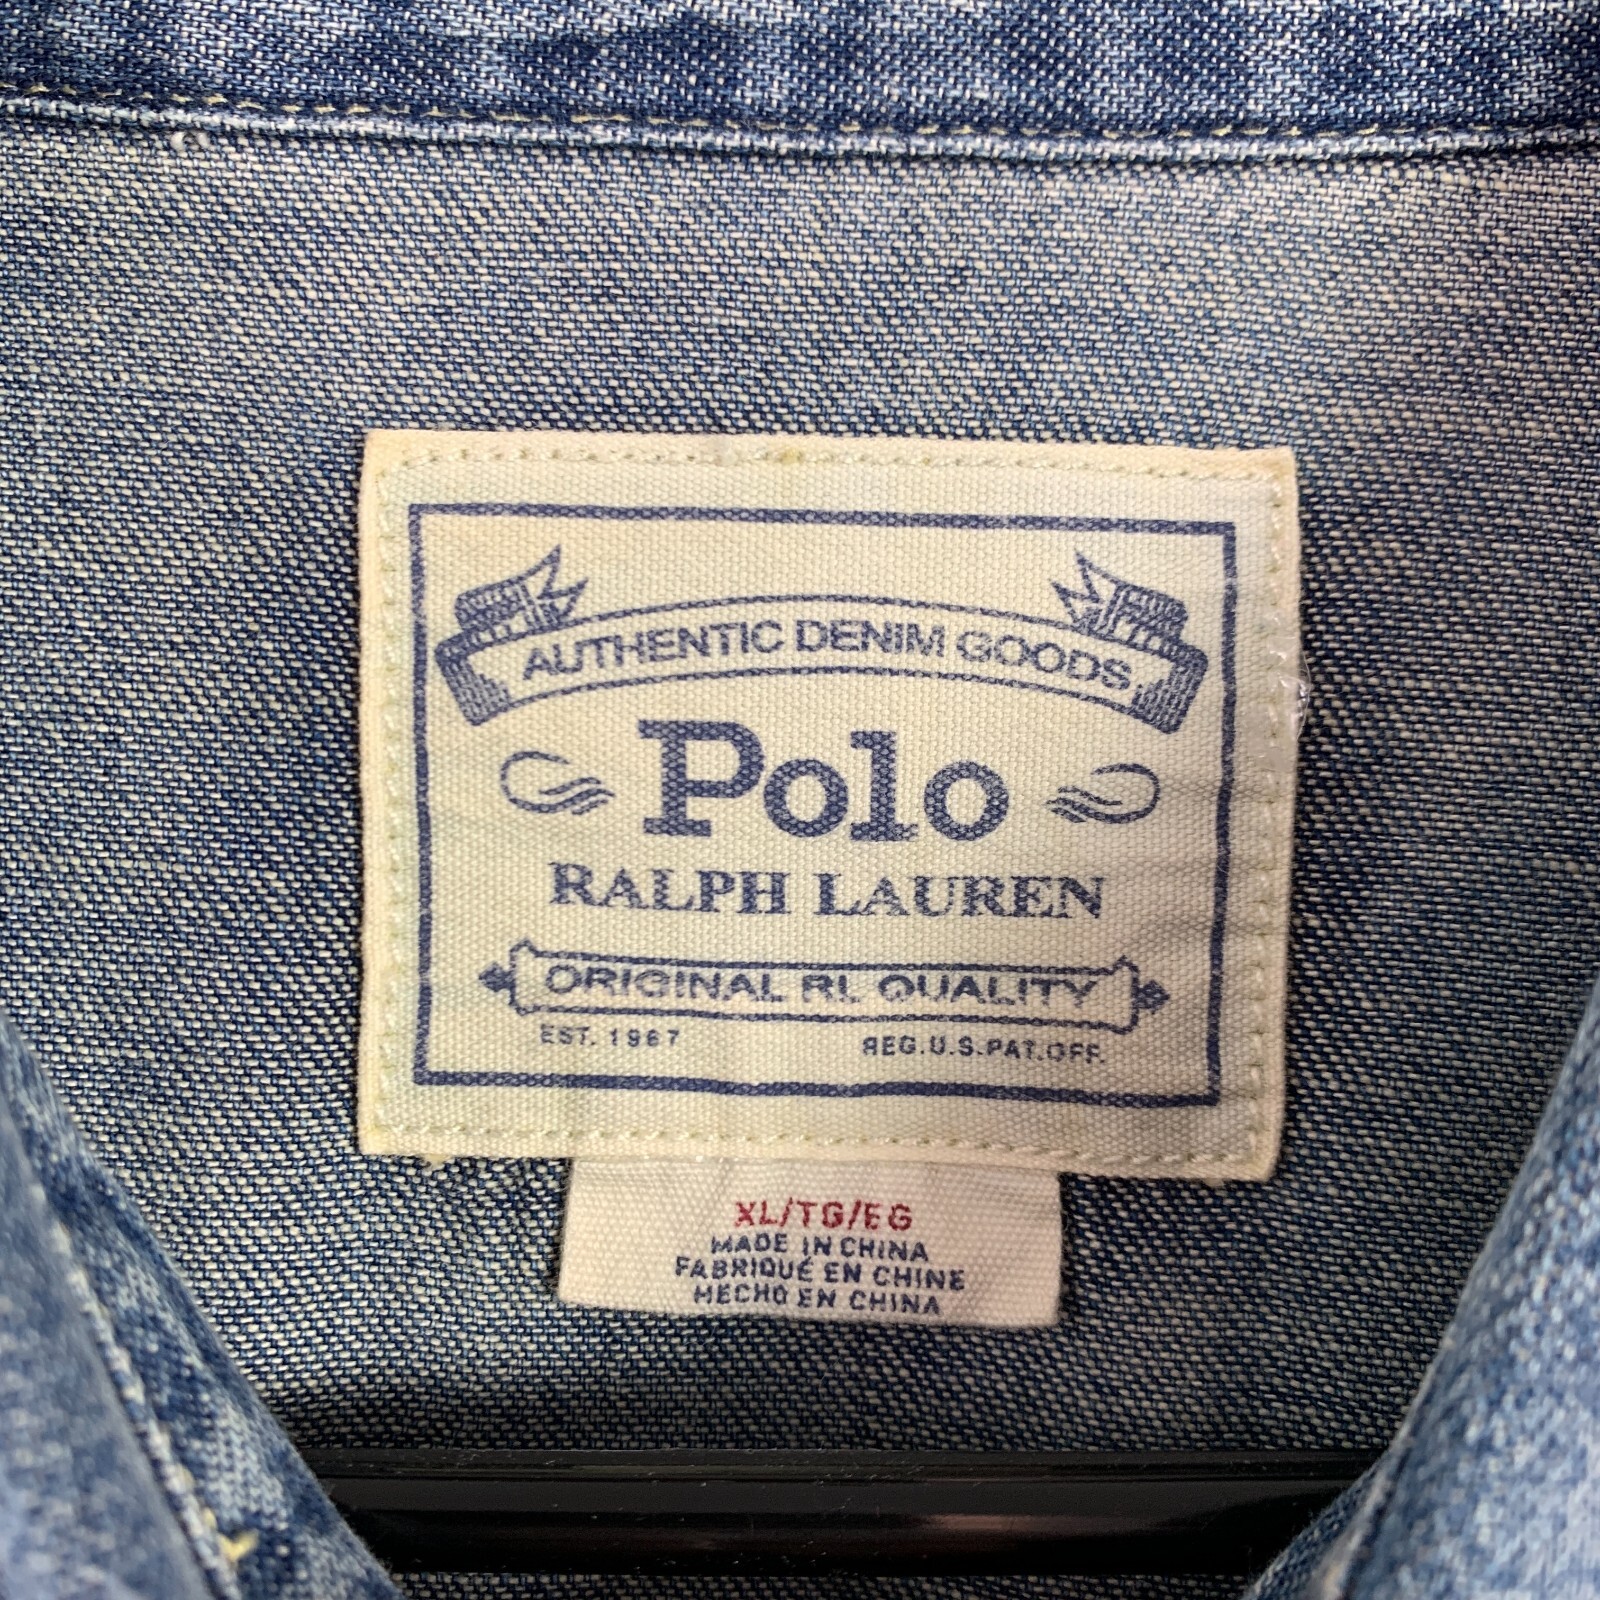 AUTHENTIC DENIM GOODS
Polo
RALPH LAUREN
ORIGINAL RL QUALITY
EST. 1967 REG.U.S.PAT.OFF.
XL/TG/EG
MADE IN CHINA
FABRIQUÉ EN CHINE
HECHO EN CHINA